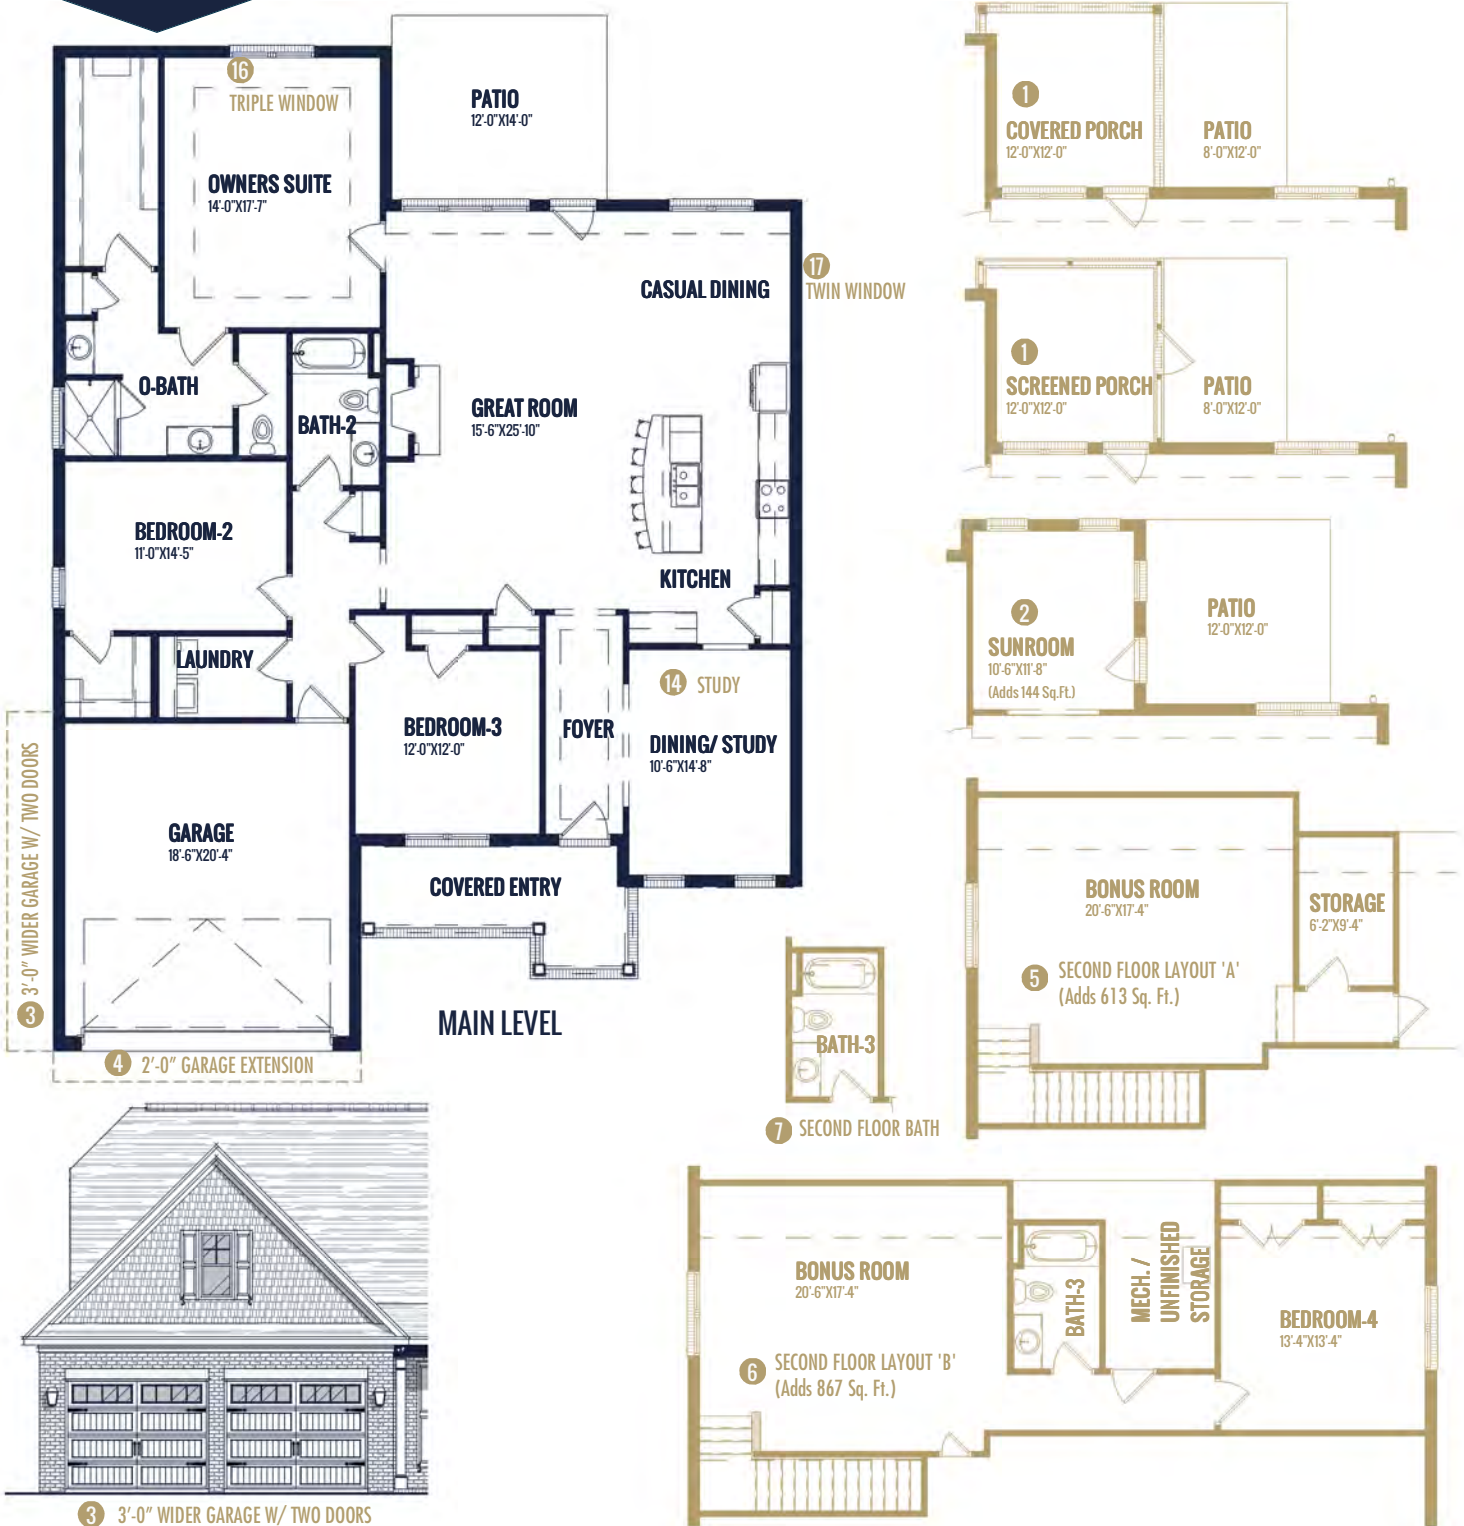 16
TRIPLE WINDOW
PATIO
12'-0"X14'-0"
OWNERS SUITE
14'-0"X17'-7"
17
TWIN WINDOW
CASUAL DINING
O-BATH
BATH-2
GREAT ROOM
15'-6"X25'-10"
BEDROOM-2
11'-0"X14'-5"
KITCHEN
LAUNDRY
14 STUDY
BEDROOM-3
12'-0"X12'-0"
FOYER
DINING/ STUDY
10'-6"X14'-8"
GARAGE
18'-6"X20'-4"
COVERED ENTRY
3 3'-0" WIDER GARAGE W/ TWO DOORS
MAIN LEVEL
4 2'-0" GARAGE EXTENSION
3 3'-0" WIDER GARAGE W/ TWO DOORS
1
COVERED PORCH
12'-0"X12'-0"
PATIO
8'-0"X12'-0"
1
SCREENED PORCH
12'-0"X12'-0"
PATIO
8'-0"X12'-0"
2
SUNROOM
10'-6"X11'-8"
(Adds 144 Sq.Ft.)
PATIO
12'-0"X12'-0"
BONUS ROOM
20'-6"X17'-4"
STORAGE
6'-2"X9'-4"
5 SECOND FLOOR LAYOUT 'A'
(Adds 613 Sq. Ft.)
BATH-3
7 SECOND FLOOR BATH
BONUS ROOM
20'-6"X17'-4"
BATH-3
MECH. /
UNFINISHED
STORAGE
BEDROOM-4
13'-4"X13'-4"
6 SECOND FLOOR LAYOUT 'B'
(Adds 867 Sq. Ft.)